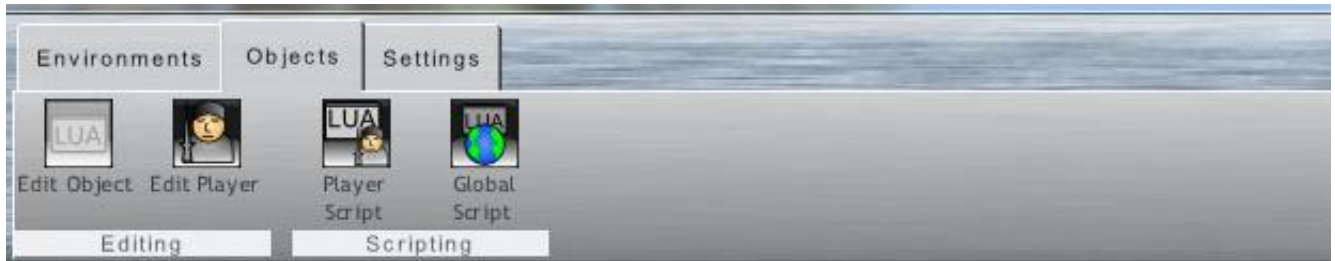 Environments Objects Settings
LUA LUA LUA
Edit Object Edit Player Player Script Global Script
Editing Scripting